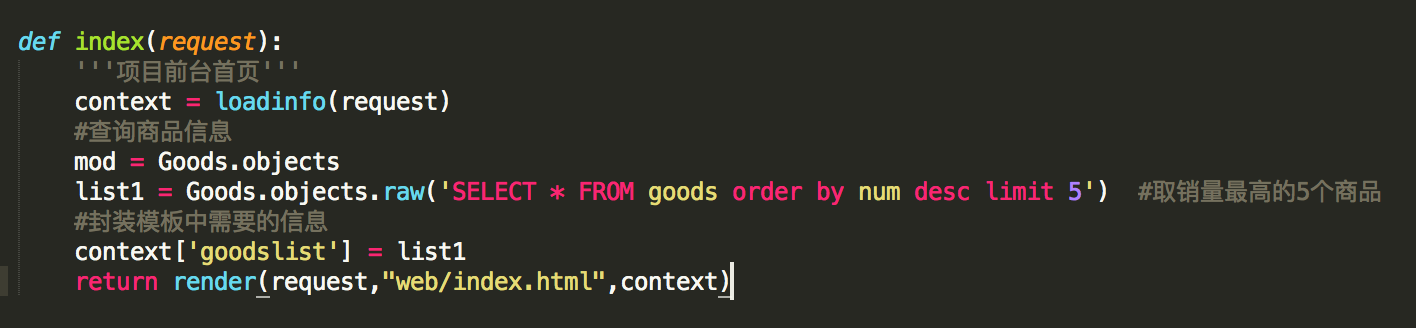 def index(request):
'''项目前台首页'''
context = loadinfo(request)
#查询商品信息
mod = Goods.objects
list1 = Goods.objects.raw('SELECT * FROM goods order by num desc limit 5')  #取销量最高的5个商品
#封装模板中需要的信息
context['goodslist'] = list1
return render(request,"web/index.html",context)